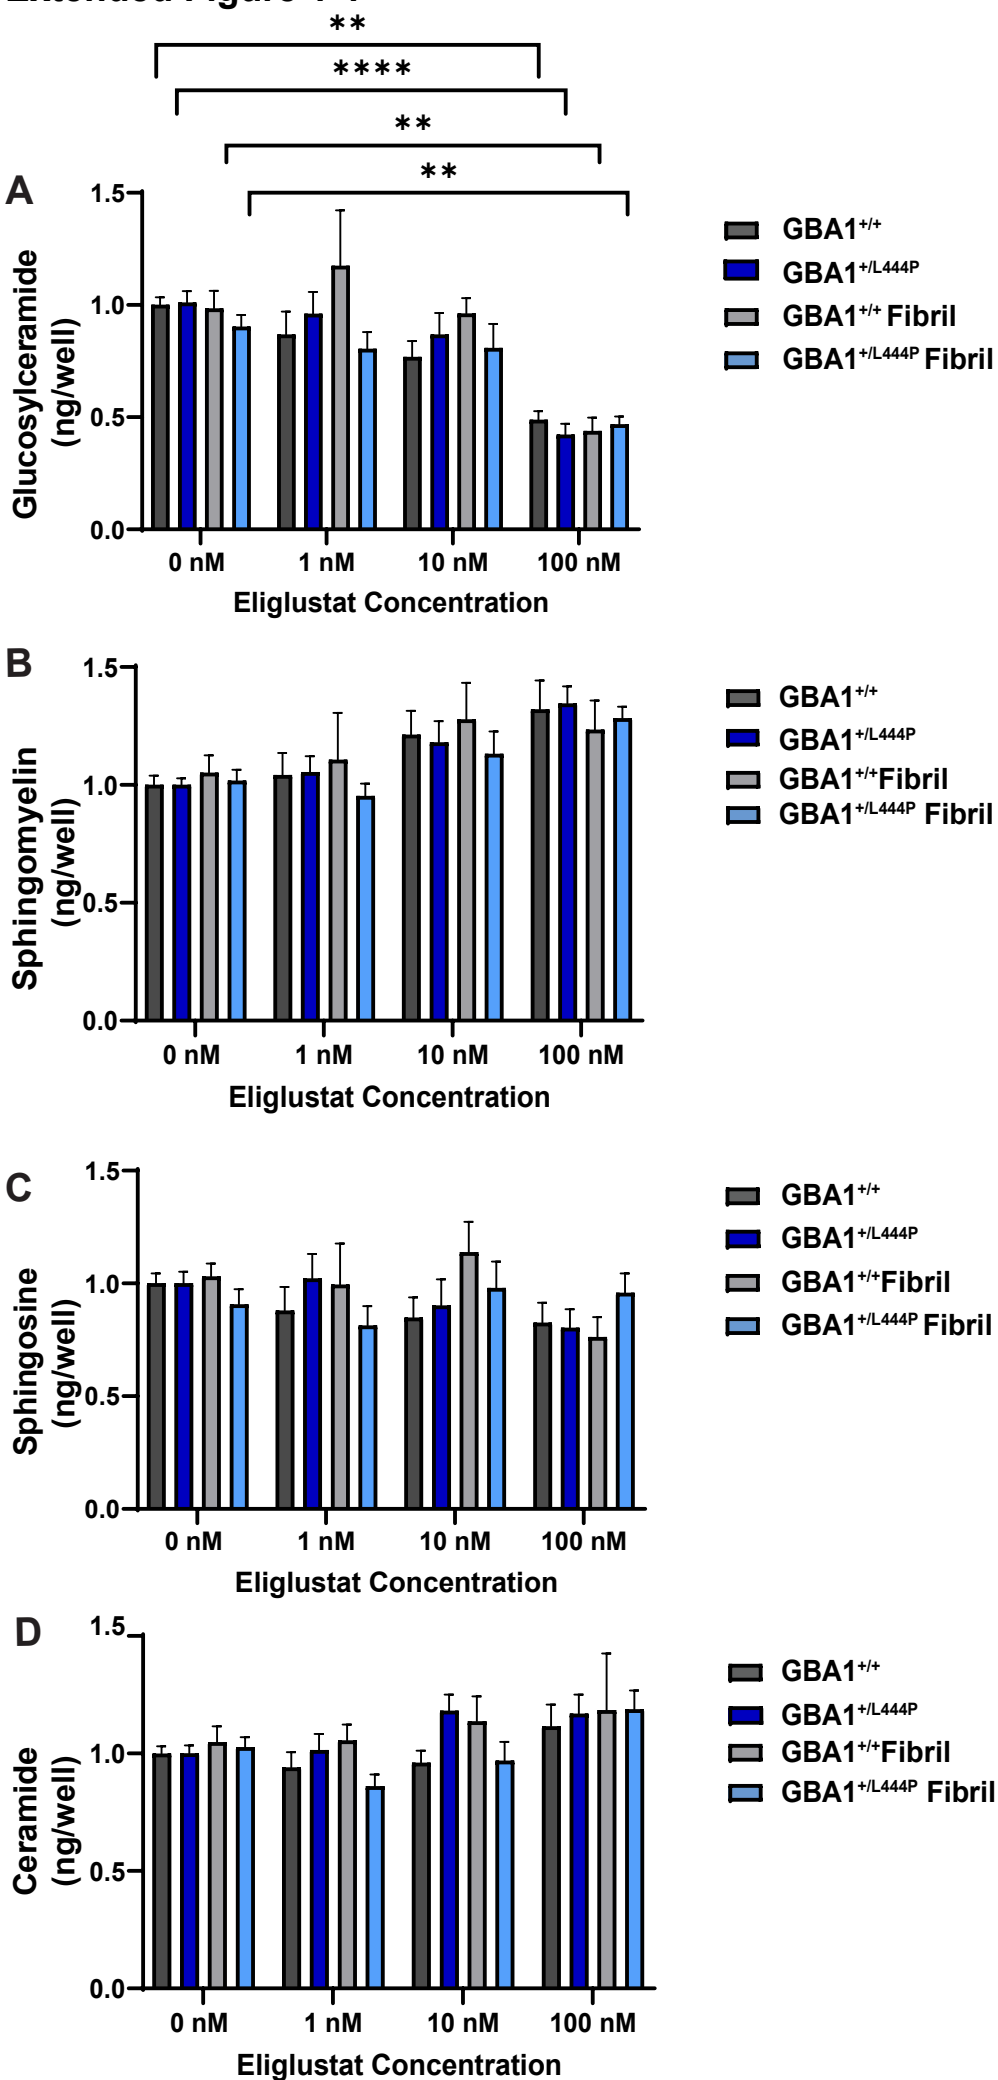 **
****
**
**
A
1.5
1.0
0.5
0.0
Glucosylceramide
(ng/well)
0 nM 1 nM 10 nM 100 nM
Eliglustat Concentration
GBA1+/+
GBA1+/L444P
GBA1+/+ Fibril
GBA1+/L444P Fibril
B
1.5
1.0
0.5
0.0
Sphingomyelin
(ng/well)
0 nM 1 nM 10 nM 100 nM
Eliglustat Concentration
GBA1+/+
GBA1+/L444P
GBA1+/+Fibril
GBA1+/L444P Fibril
C
1.5
1.0
0.5
0.0
Sphingosine
(ng/well)
0 nM 1 nM 10 nM 100 nM
Eliglustat Concentration
GBA1+/+
GBA1+/L444P
GBA1+/+Fibril
GBA1+/L444P Fibril
D
1.5
1.0
0.5
0.0
Ceramide
(ng/well)
0 nM 1 nM 10 nM 100 nM
Eliglustat Concentration
GBA1+/+
GBA1+/L444P
GBA1+/+Fibril
GBA1+/L444P Fibril